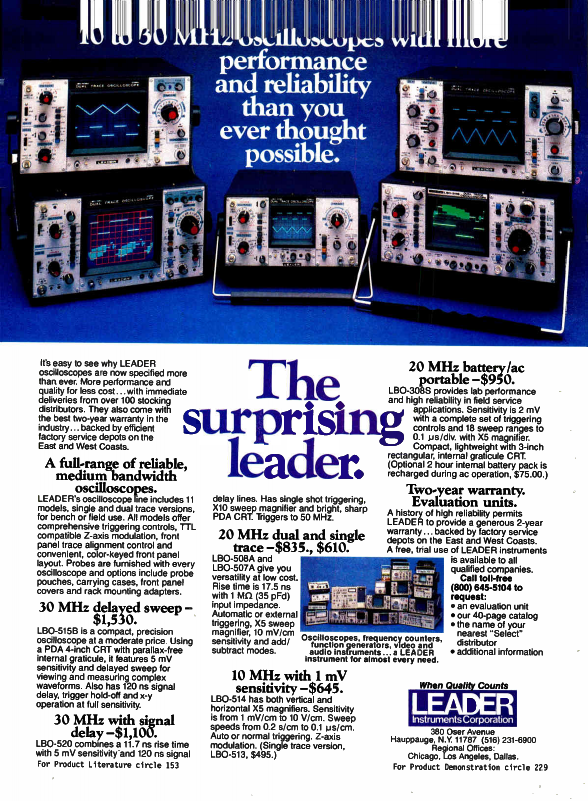 10 to 50 MHz oscilloscopes with more
performance
and reliability
than you
ever thought
possible.
DUAL TRACE OSCILLOSCOPE
DUAL TRACE OSCILLOSCOPE
LEADER
It's easy to see why LEADER
oscilloscopes are now specified more
than ever. More performance and
quality for less cost...with immediate
deliveries from over 100 stocking
distributors. They also come with
the best two-year warranty in the
industry...backed by efficient
factory service depots on the
East and West Coasts.
A full-range of reliable,
medium bandwidth
oscilloscopes.
LEADER's oscilloscope line includes 11
models, single and dual trace versions,
for bench or field use. All models offer
comprehensive triggering controls, TTL
compatible Z-axis modulation, front
panel trace alignment control and
convenient, color-keyed front panel
layout. Probes are furnished with every
oscilloscope and options include probe
pouches, carrying cases, front panel
covers and rack mounting adapters.
30 MHz delayed sweep –
$1,530.
LBO-515B is a compact, precision
oscilloscope at a moderate price. Using
a PDA 4-inch CRT with parallax-free
internal graticule, it features 5 mV
sensitivity and delayed sweep for
viewing and measuring complex
waveforms. Also has 120 ns signal
delay, trigger hold-off and x-y
operation at full sensitivity.
30 MHz with signal
delay –$1,100.
LBO-520 combines a 11.7 ns rise time
with 5 mV sensitivity and 120 ns signal
For Product Literature circle 153
The
surprising
leader.
delay lines. Has single shot triggering,
X10 sweep magnifier and bright, sharp
PDA CRT. Triggers to 50 MHz.
20 MHz dual and single
trace –$835., $610.
LBO-508A and
LBO-507A give you
versatility at low cost.
Rise time is 17.5 ns
with 1 MΩ (35 pFd)
input impedance.
Automatic or external
triggering, X5 sweep
magnifier, 10 mV/cm
sensitivity and add/
subtract modes.
Oscilloscopes, frequency counters,
function generators, video and
audio instruments...a LEADER
instrument for almost every need.
10 MHz with 1 mV
sensitivity –$645.
LBO-514 has both vertical and
horizontal X5 magnifiers. Sensitivity
is from 1 mV/cm to 10 V/cm. Sweep
speeds from 0.2 s/cm to 0.1 µs/cm.
Auto or normal triggering. Z-axis
modulation. (Single trace version,
LBO-513, $495.)
20 MHz battery/ac
portable –$950.
LBO-308S provides lab performance
and high reliability in field service
applications. Sensitivity is 2 mV
with a complete set of triggering
controls and 18 sweep ranges to
0.1 µs/div. with X5 magnifier.
Compact, lightweight with 3-inch
rectangular, internal graticule CRT.
(Optional 2 hour internal battery pack is
recharged during ac operation, $75.00.)
Two-year warranty.
Evaluation units.
A history of high reliability permits
LEADER to provide a generous 2-year
warranty...backed by factory service
depots on the East and West Coasts.
A free, trial use of LEADER instruments
is available to all
qualified companies.
Call toll-free
(800) 645-5104 to
request:
• an evaluation unit
• our 40-page catalog
• the name of your
nearest "Select"
distributor
• additional information
When Quality Counts
LEADER
Instruments Corporation
380 Oser Avenue
Hauppauge, N.Y. 11787 (516) 231-6900
Regional Offices:
Chicago, Los Angeles, Dallas.
For Product Demonstration circle 229